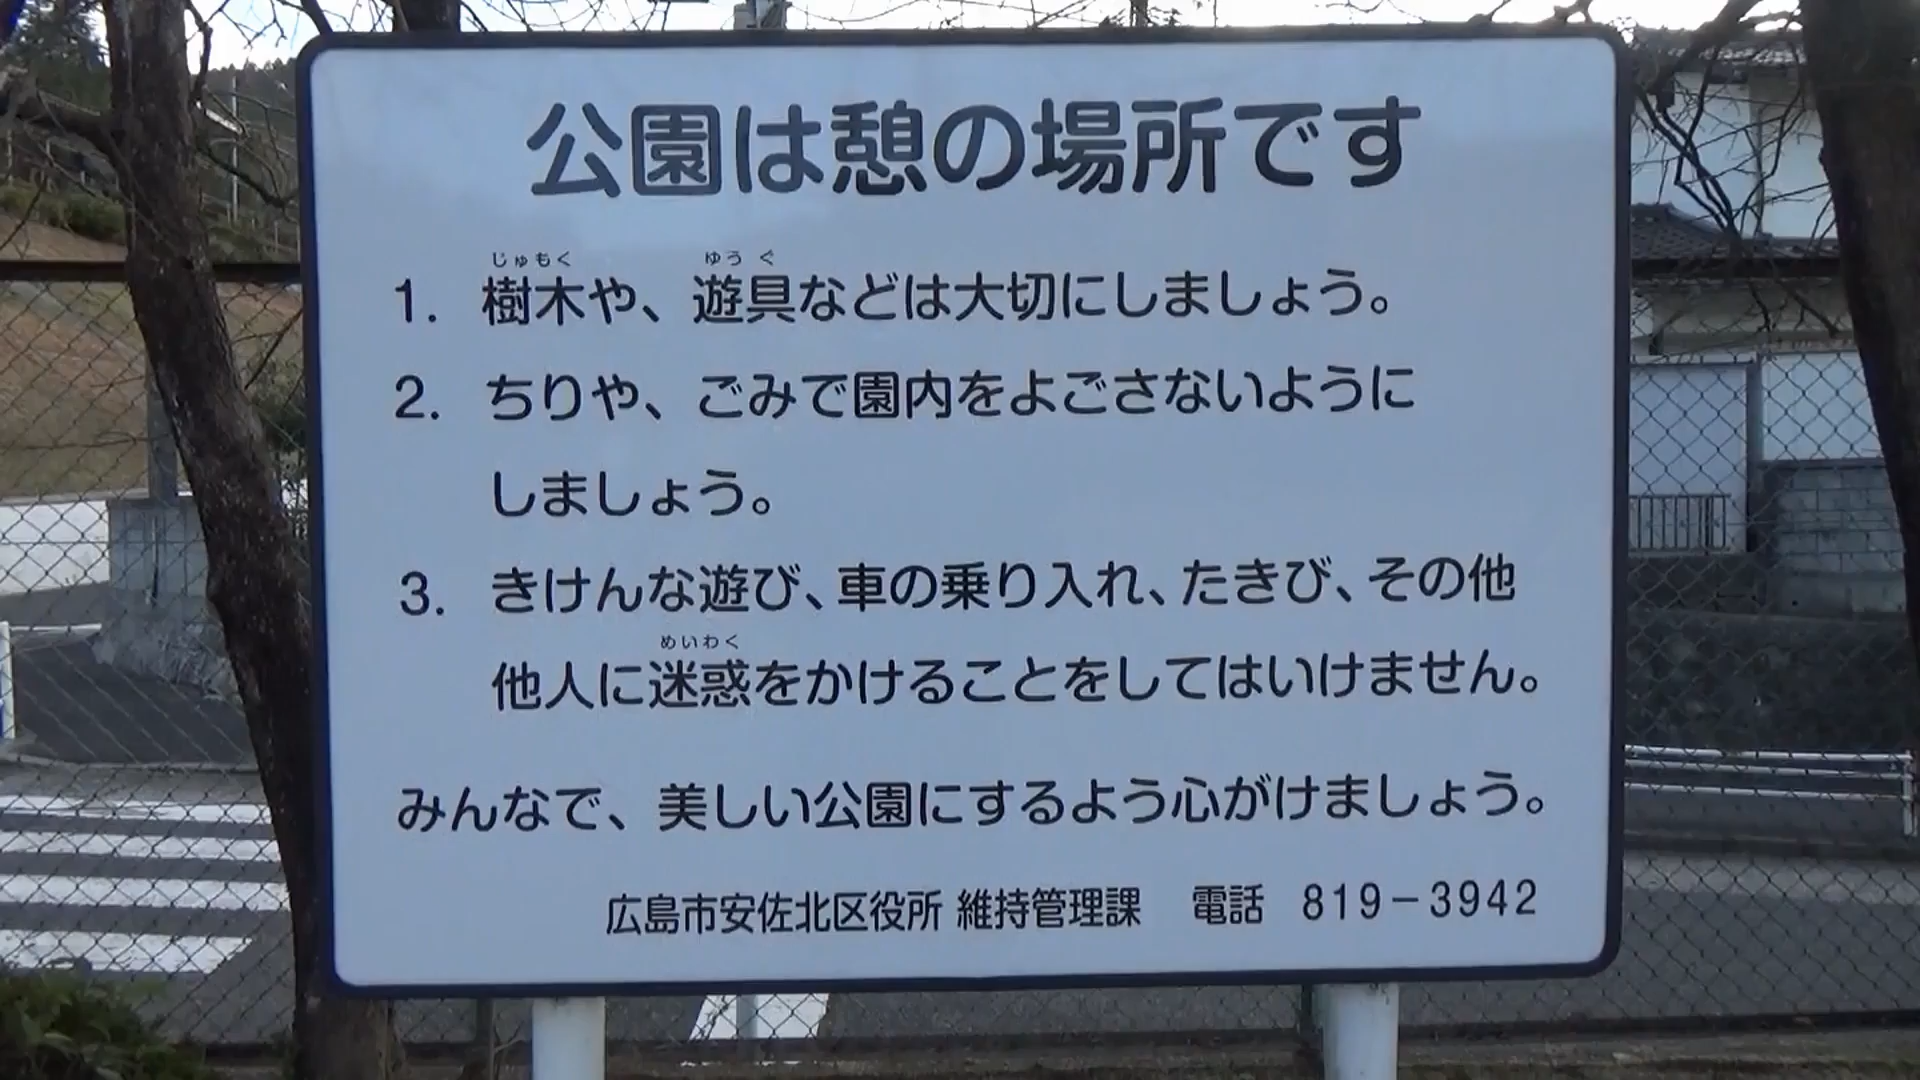 公園は憩の場所です
じゅもく ゆうぐ
1. 樹木や、遊具などは大切にしましょう。
2. ちりや、ごみで園内をよごさないように
しましょう。
3. きけんな遊び、車の乗り入れ、たきび、その他
めいわく
他人に迷惑をかけることをしてはいけません。
みんなで、美しい公園にするよう心がけましょう。
広島市安佐北区役所 維持管理課 電話 819-3942